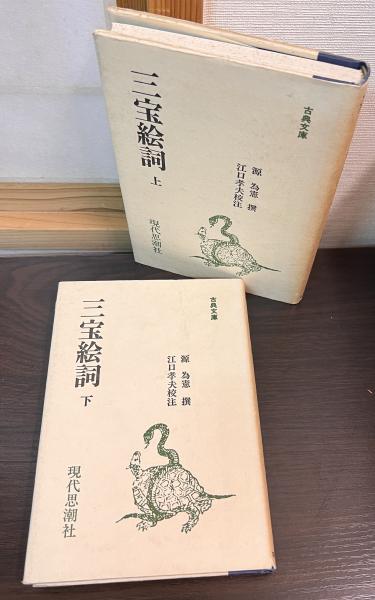 古典文庫
源為憲 撰
江口孝夫校注
三宝絵詞 上
現代思潮社
古典文庫
源為憲 撰
江口孝夫校注
三宝絵詞 下
現代思潮社